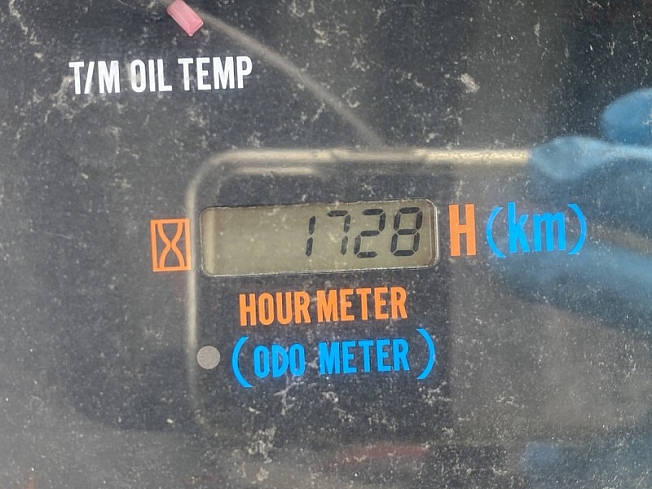 T/M OIL TEMP
1728 H (km)
HOUR METER
(ODO METER)